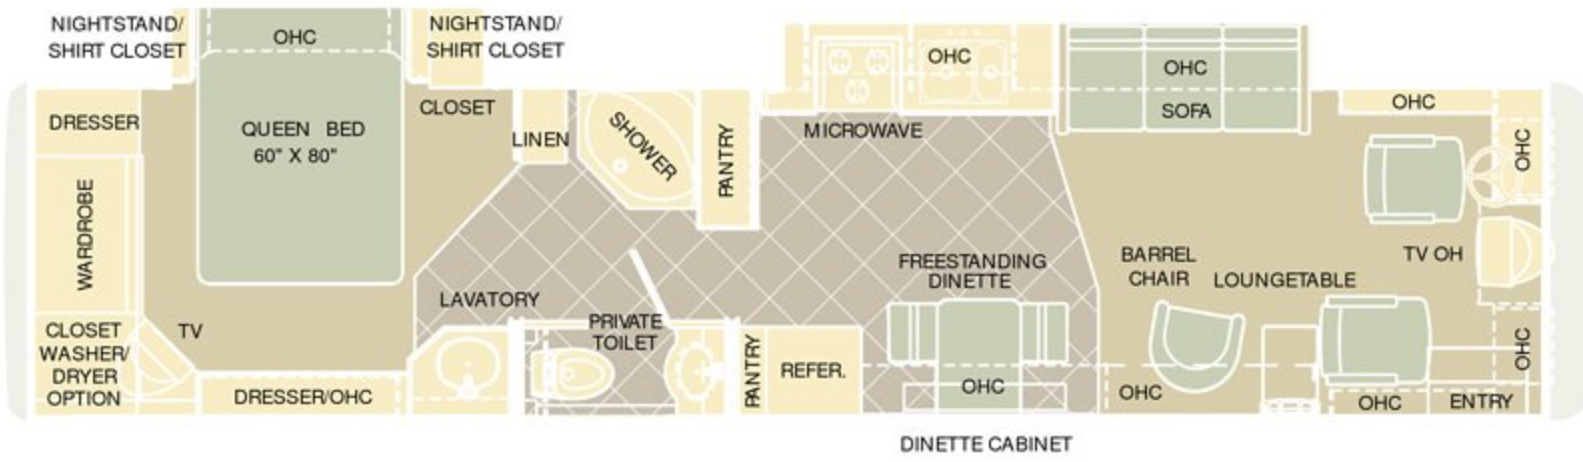 NIGHTSTAND/
SHIRT CLOSET
OHC
NIGHTSTAND/
SHIRT CLOSET
DRESSER
QUEEN BED
60" X 80"
CLOSET
LINEN
SHOWER
PANTRY
OHC
MICROWAVE
OHC
SOFA
OHC
OHC
WARDROBE
LAVATORY
PRIVATE
TOILET
FREESTANDING
DINETTE
BARREL
CHAIR
LOUNGETABLE
TV OH
CLOSET
WASHER/
DRYER
OPTION
TV
DRESSER/OHC
PANTRY
REFER.
OHC
OHC
OHC
OHC
ENTRY
DINETTE CABINET